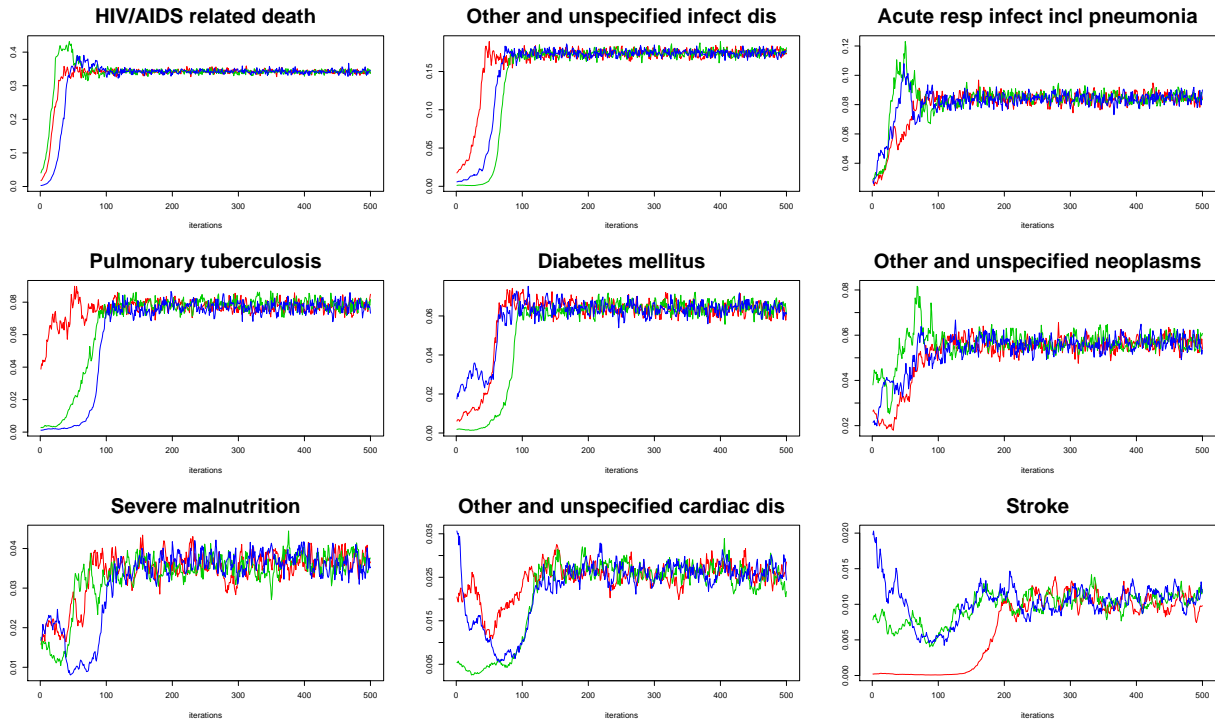 HIV/AIDS related death
0.0 0.1 0.2 0.3 0.4
0 100 200 300 400 500
iterations
Other and unspecified infect dis
0.00 0.05 0.10 0.15
0 100 200 300 400 500
iterations
Acute resp infect incl pneumonia
0.04 0.06 0.08 0.10 0.12
0 100 200 300 400 500
iterations
Pulmonary tuberculosis
0.00 0.02 0.04 0.06 0.08
0 100 200 300 400 500
iterations
Diabetes mellitus
0.00 0.02 0.04 0.06
0 100 200 300 400 500
iterations
Other and unspecified neoplasms
0.02 0.04 0.06 0.08
0 100 200 300 400 500
iterations
Severe malnutrition
0.01 0.02 0.03 0.04
0 100 200 300 400 500
iterations
Other and unspecified cardiac dis
0.005 0.015 0.025 0.035
0 100 200 300 400 500
iterations
Stroke
0.000 0.005 0.010 0.015 0.020
0 100 200 300 400 500
iterations